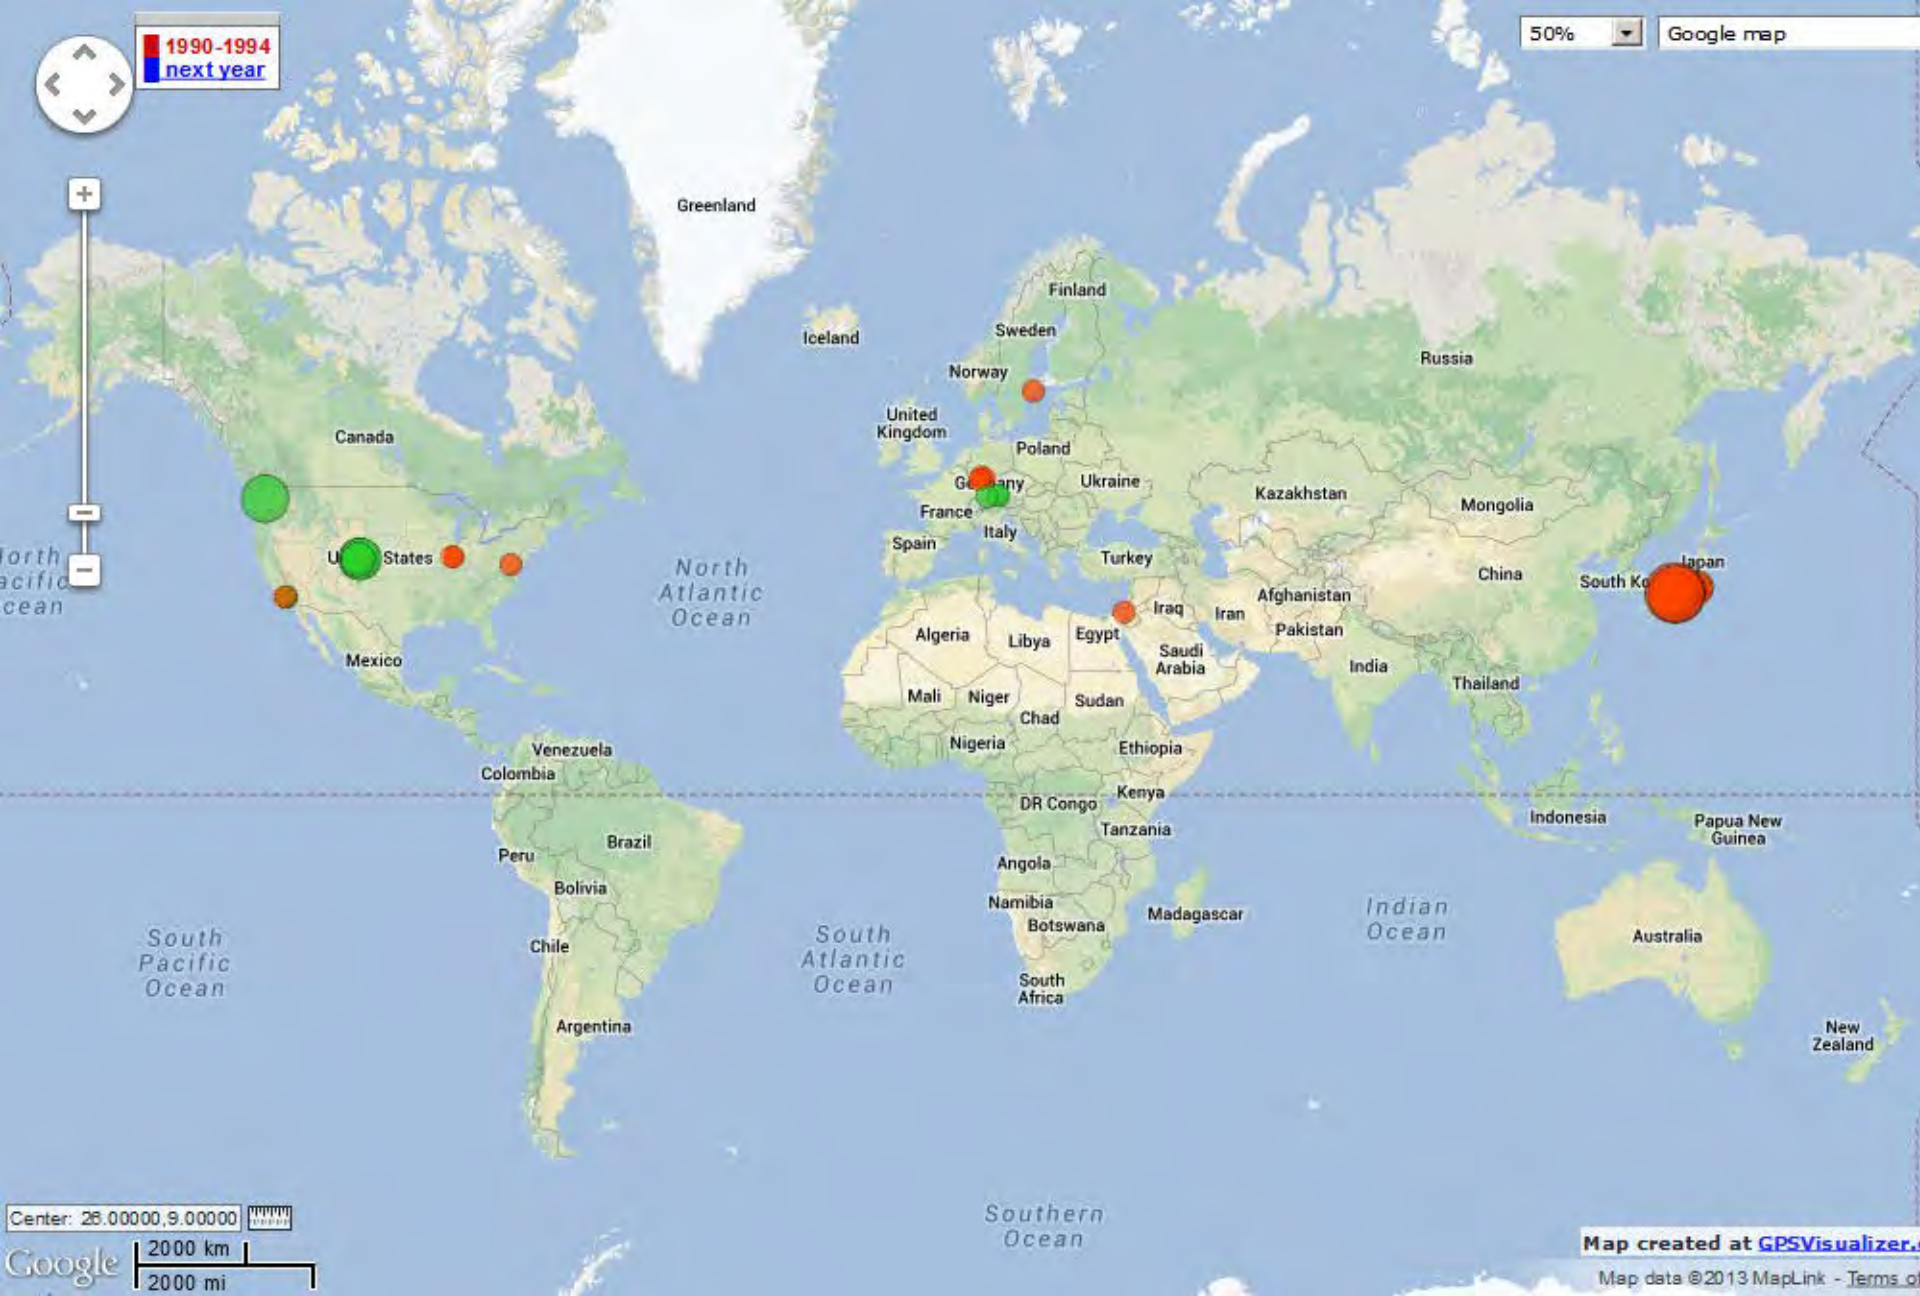 1990-1994
next year
50%
Google map
Greenland
Iceland
Finland
Sweden
Norway
Russia
United
Kingdom
Canada
Poland
Ukraine
France
Kazakhstan
Mongolia
Italy
Spain
Turkey
States
China
Japan
South Ko
North
Atlantic
Ocean
Afghanistan
Iraq
Iran
Pakistan
Algeria
Libya
Egypt
Saudi
Arabia
India
Thailand
Mexico
Mali
Niger
Chad
Sudan
Nigeria
Ethiopia
Venezuela
Colombia
DR Congo
Kenya
Tanzania
Indonesia
Papua New
Guinea
Brazil
Peru
Bolivia
Angola
Namibia
Botswana
Madagascar
Indian
Ocean
Australia
South
Pacific
Ocean
Chile
South
Atlantic
Ocean
South
Africa
Argentina
New
Zealand
Southern
Ocean
Center: 26.00000,9.00000
Google
2000 km
2000 mi
Map created at GPSVisualizer.
Map data ©2013 MapLink - Terms of